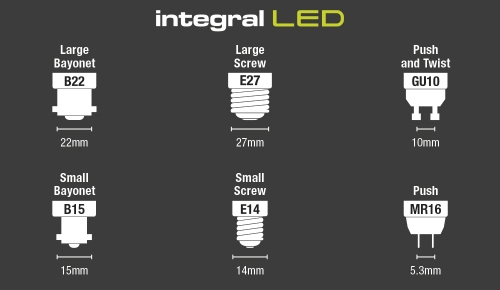 integral LED
Large
Bayonet
B22
22mm
Large
Screw
E27
27mm
Push
and Twist
GU10
10mm
Small
Bayonet
B15
15mm
Small
Screw
E14
14mm
Push
MR16
5.3mm